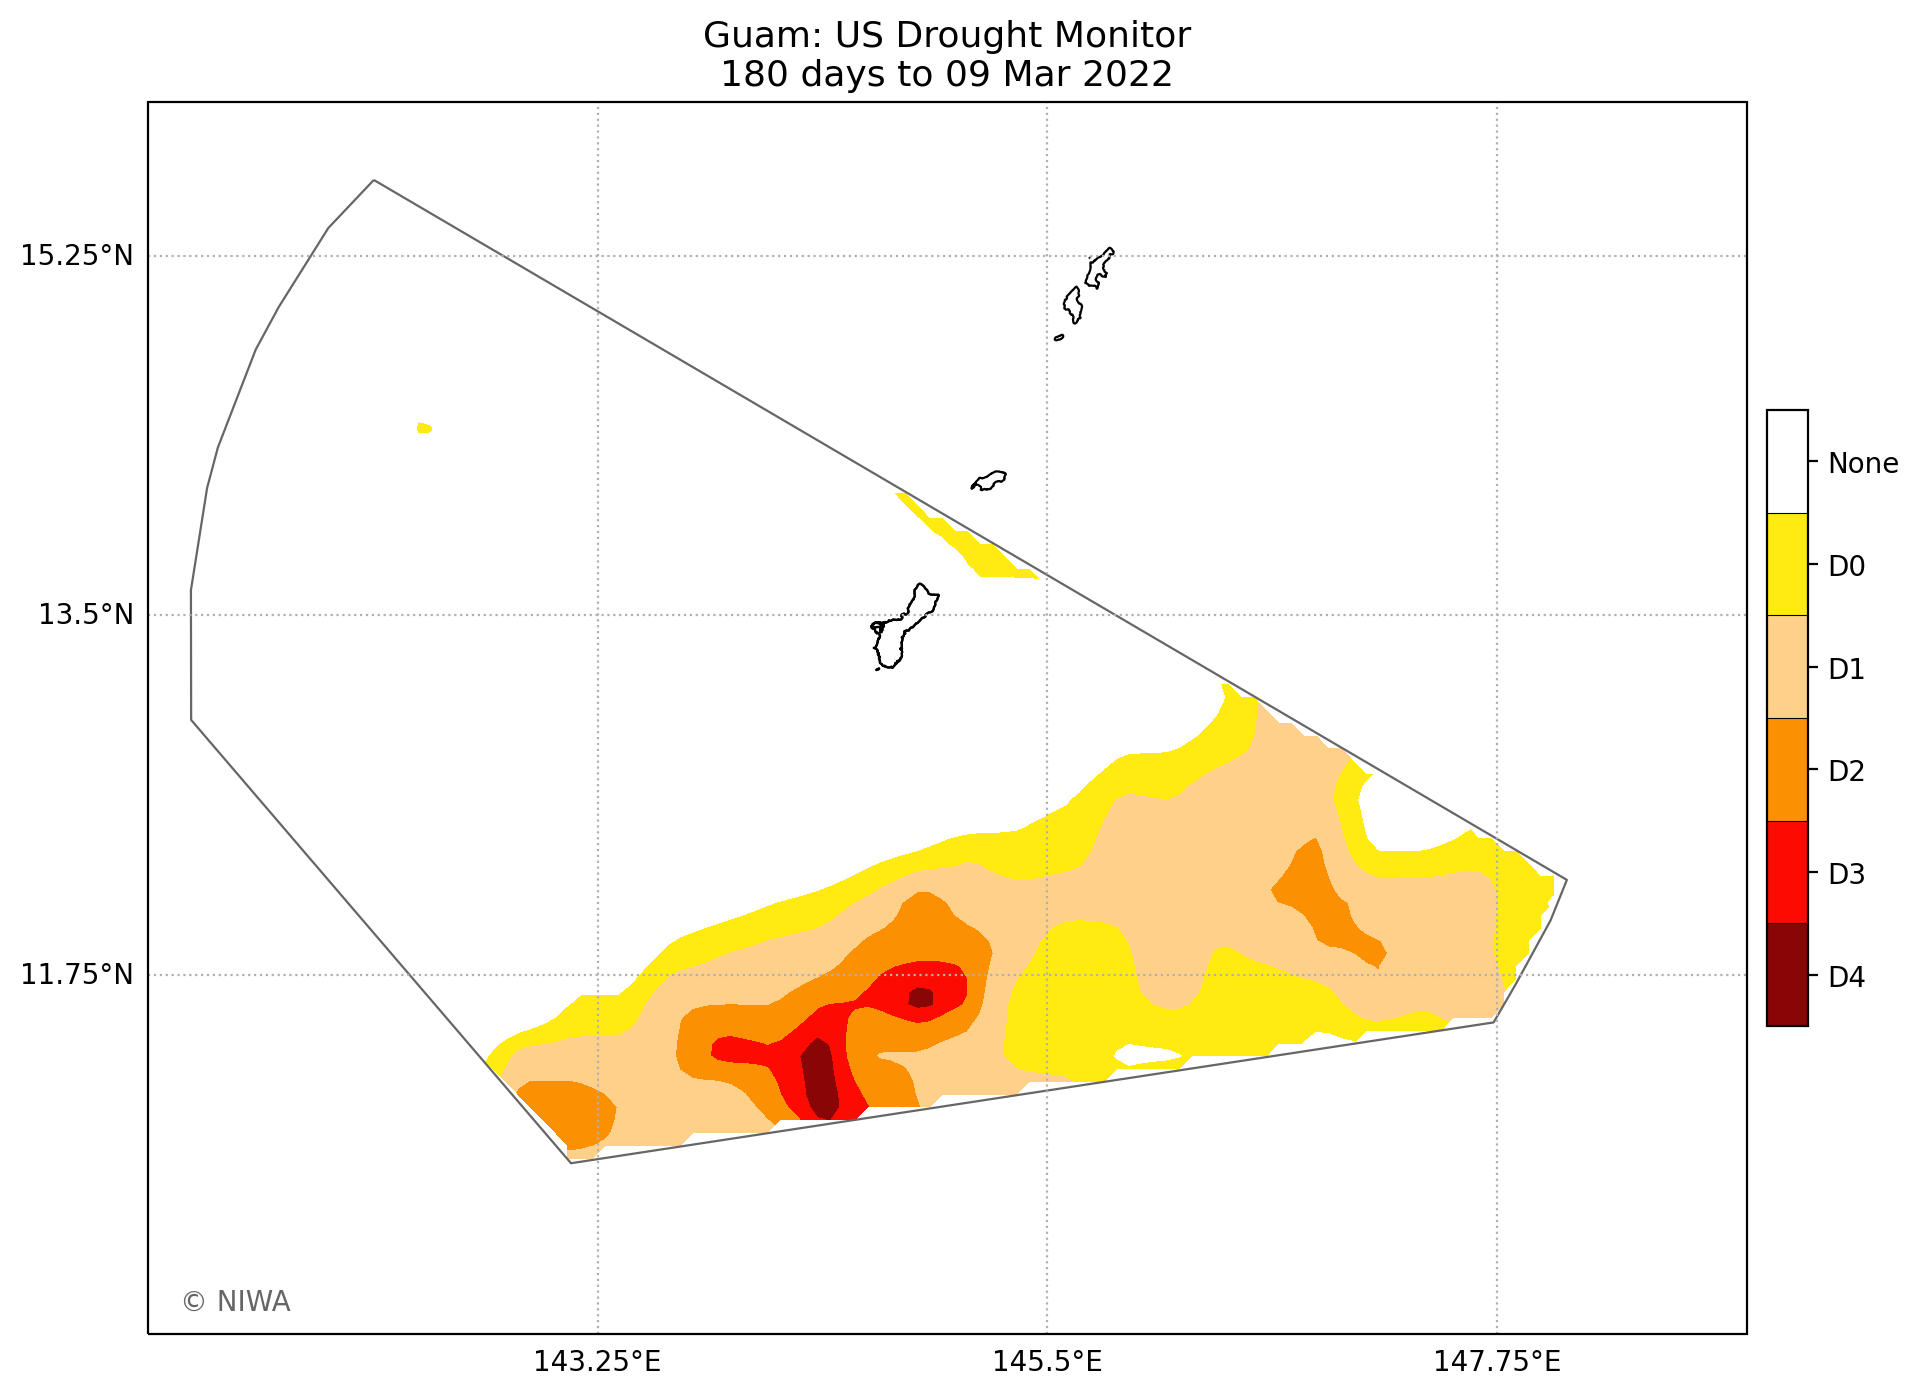 Guam: US Drought Monitor
180 days to 09 Mar 2022
15.25°N
13.5°N
11.75°N
143.25°E
145.5°E
147.75°E
None
D0
D1
D2
D3
D4
© NIWA